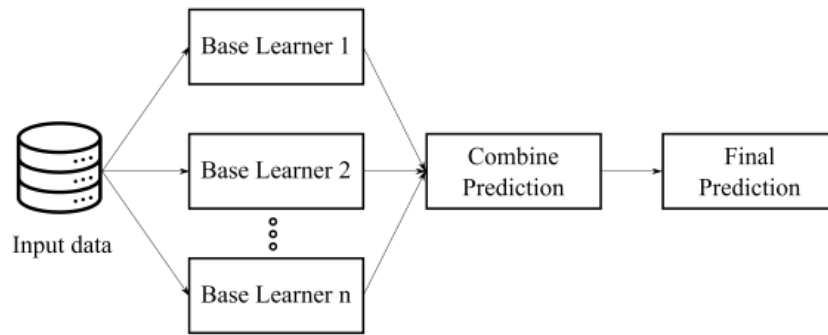 Base Learner 1
Base Learner 2
Base Learner n
Input data
Combine
Prediction
Final
Prediction